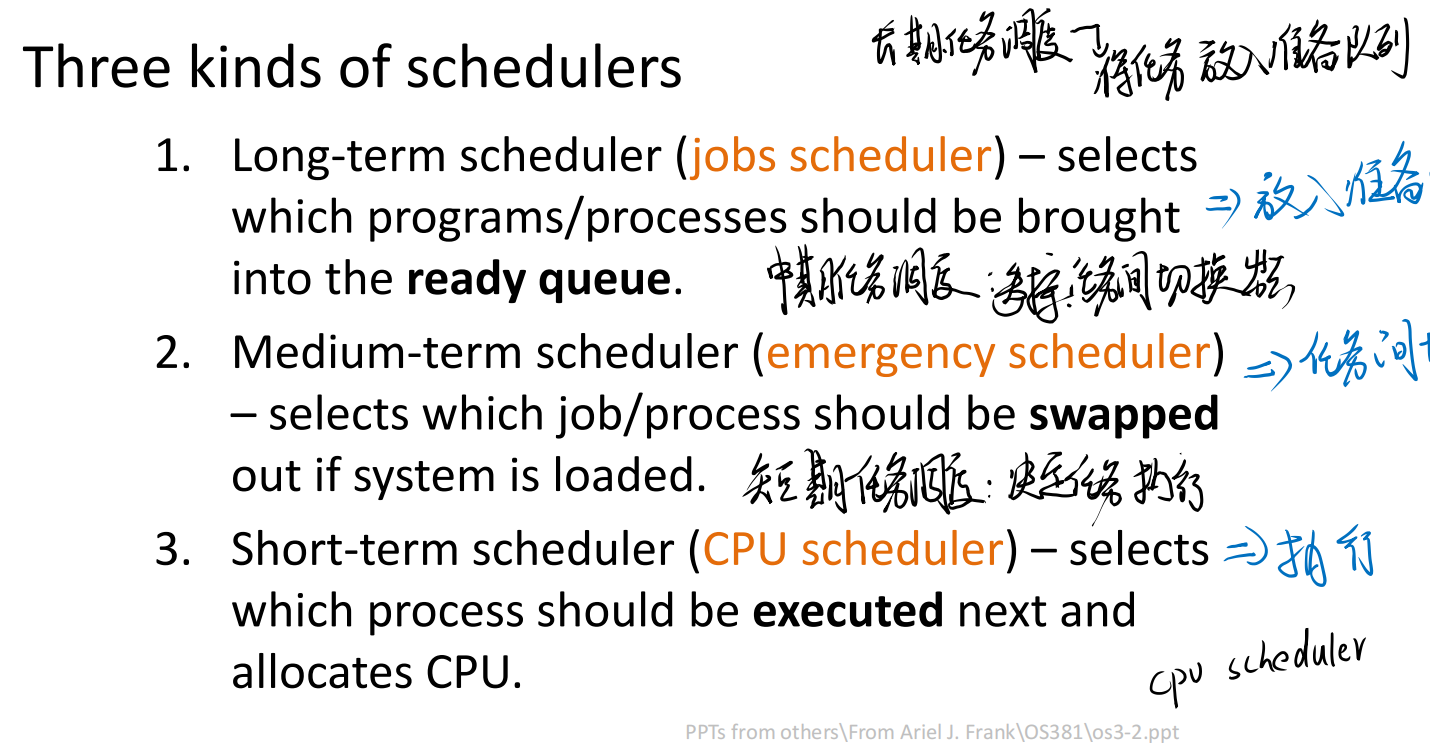 Three kinds of schedulers
长期任务调度→将任务放入准备队列
1. Long-term scheduler (jobs scheduler) – selects
which programs/processes should be brought
=> 放入准备
into the ready queue.
中期任务调度: 任务间切换
2. Medium-term scheduler (emergency scheduler)
=> 任务间
– selects which job/process should be swapped
out if system is loaded.
短期任务调度: 决定任务执行
3. Short-term scheduler (CPU scheduler) – selects
=> 执行
which process should be executed next and
allocates CPU.
cpu scheduler
PPTs from others\From Ariel J. Frank\OS381\os3-2.ppt